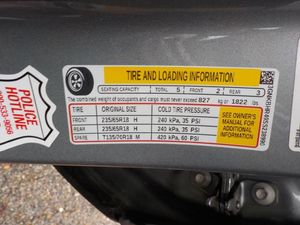 TIRE AND LOADING INFORMATION
SEATING CAPACITY TOTAL 5 FRONT 2 REAR 3
The combined weight of occupants and cargo must never exceed 827 kg or 1822 lbs.
TIRE ORIGINAL SIZE COLD TIRE PRESSURE
FRONT 235/65R18 H 240 kPa, 35 PSI
REAR 235/65R18 H 240 kPa, 35 PSI
SPARE T135/70R18 M 420 kPa, 60 PSI
SEE OWNER'S
MANUAL FOR
ADDITIONAL
INFORMATION
POLICE
HOTLINE